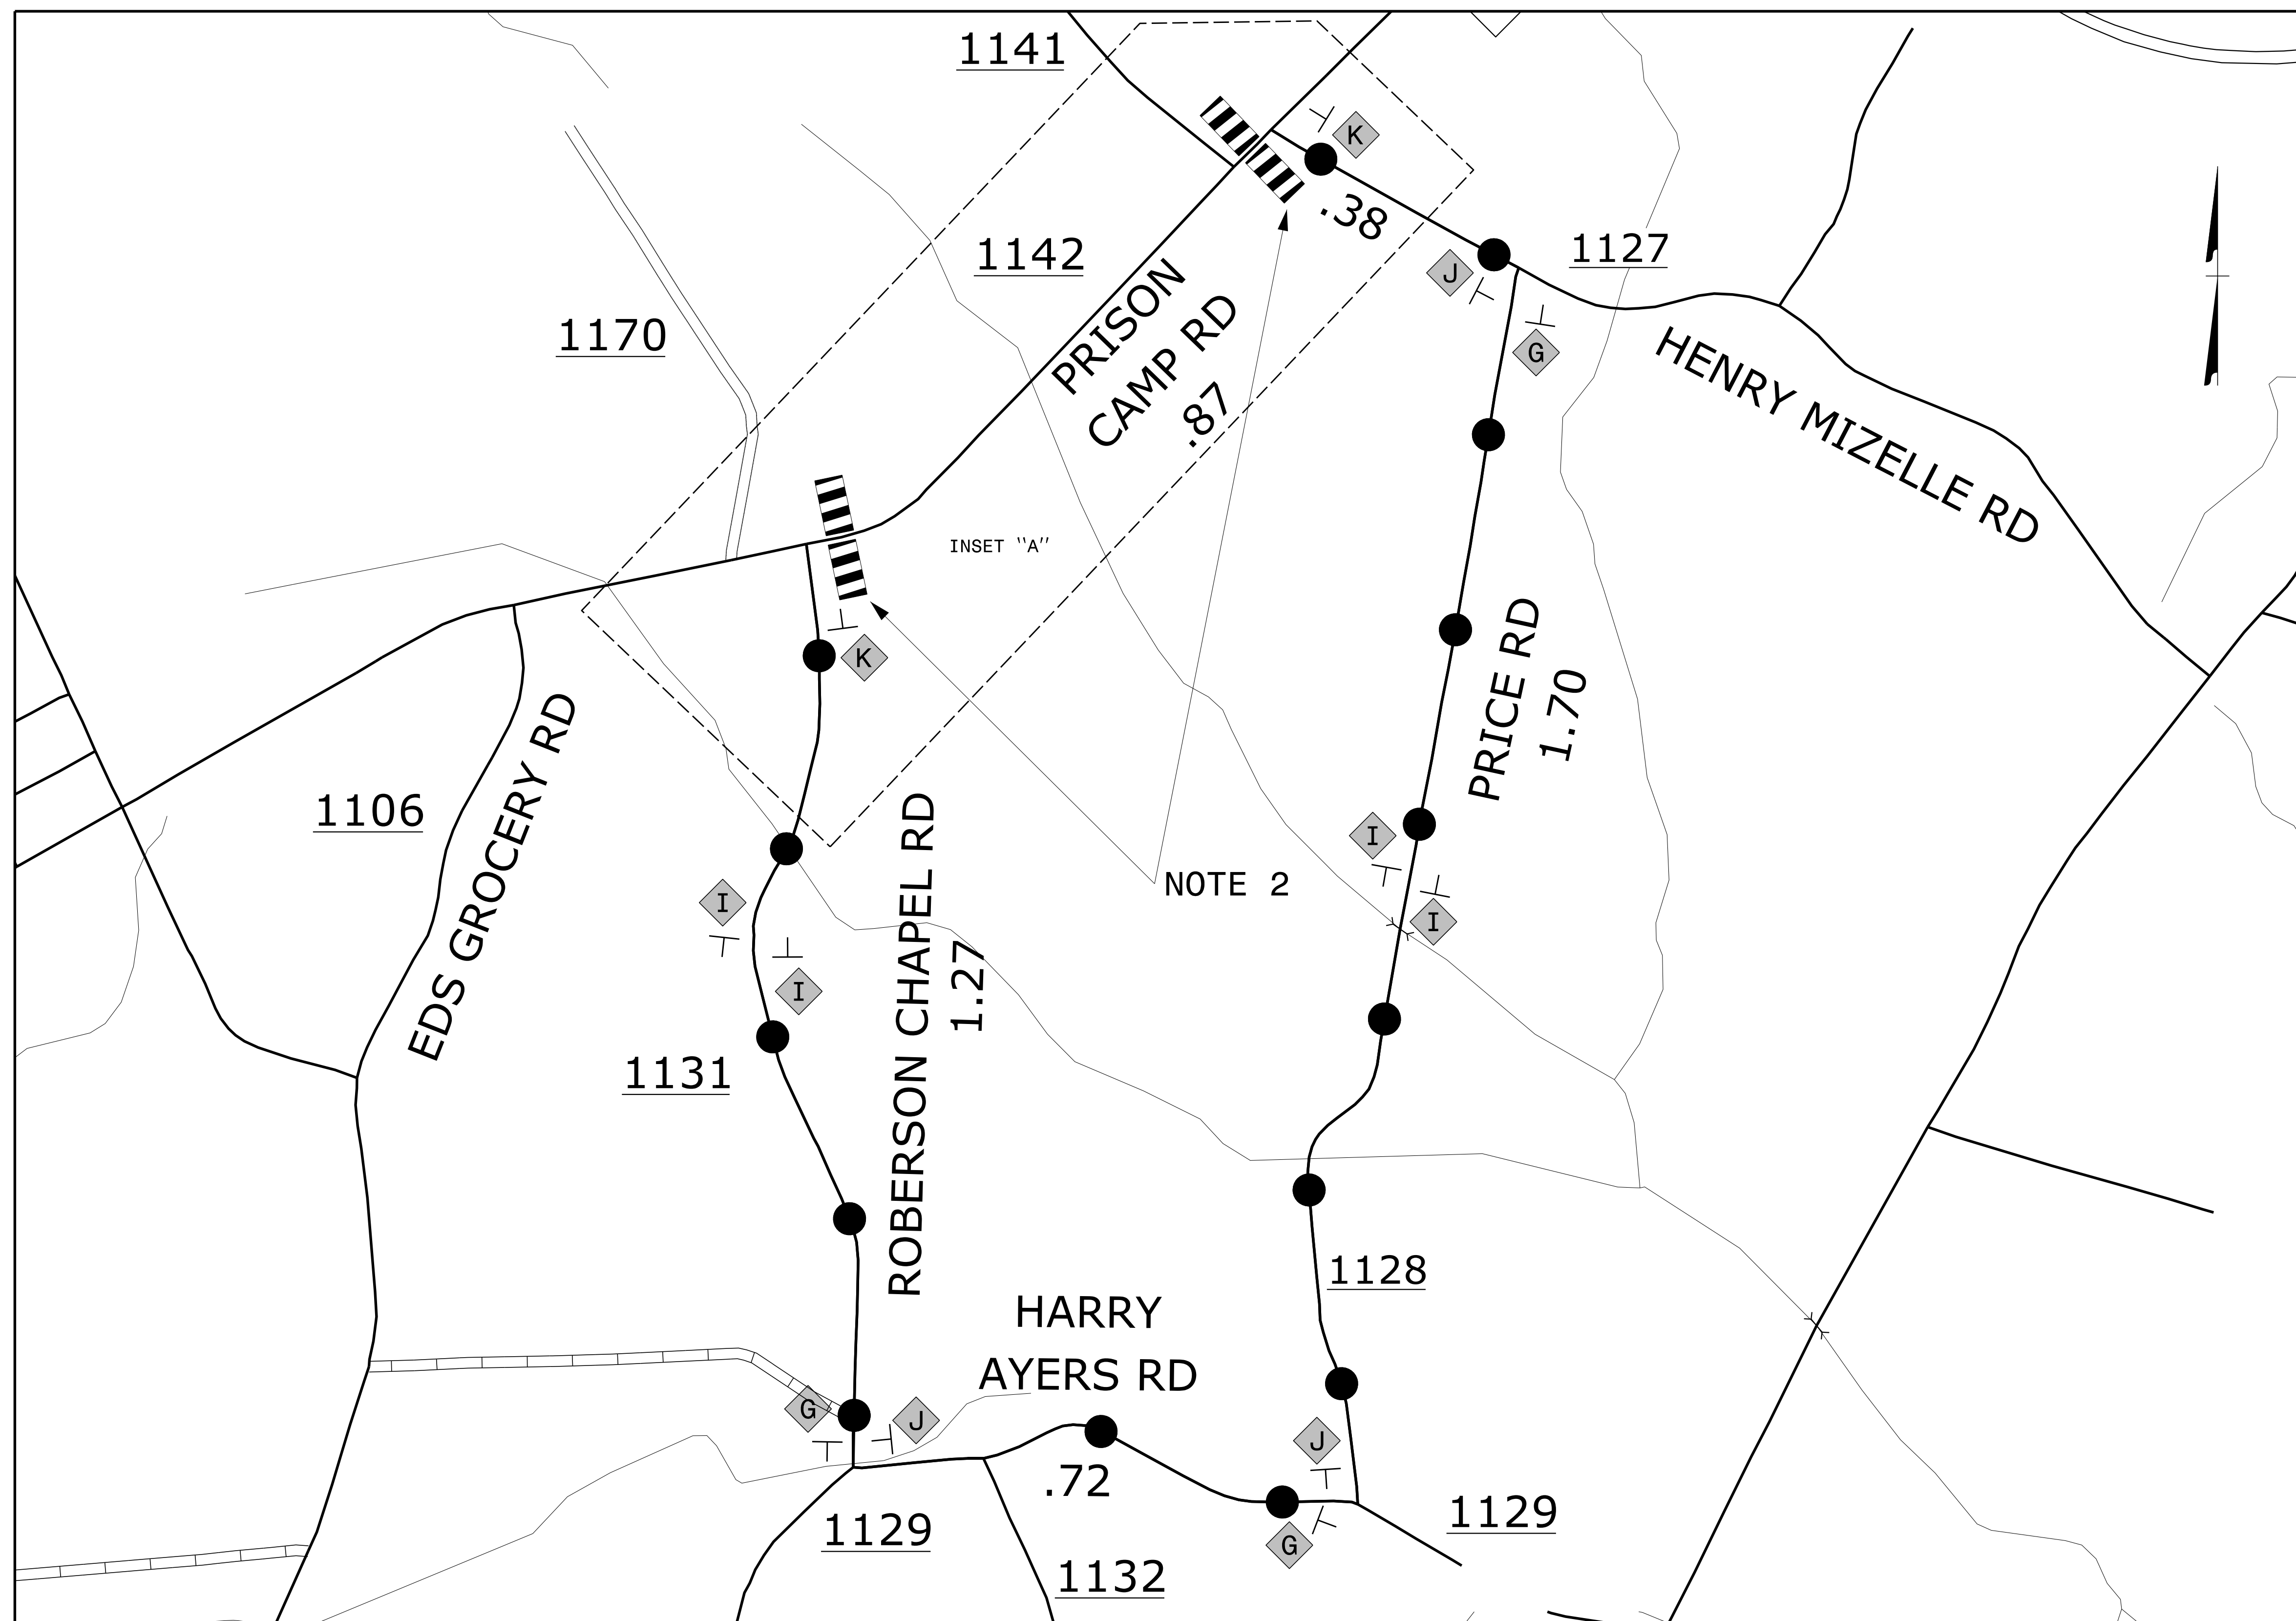 1141
K
.38
1142
1127
J
PRISON
CAMP RD
.87
1170
G
HENRY MIZELLE RD
INSET "A"
K
PRICE RD
1.70
EDS GROCERY RD
1106
I
I
NOTE 2
I
I
ROBERSON CHAPEL RD
1.27
1131
1128
HARRY
AYERS RD
G
J
J
.72
1129
1129
G
1132